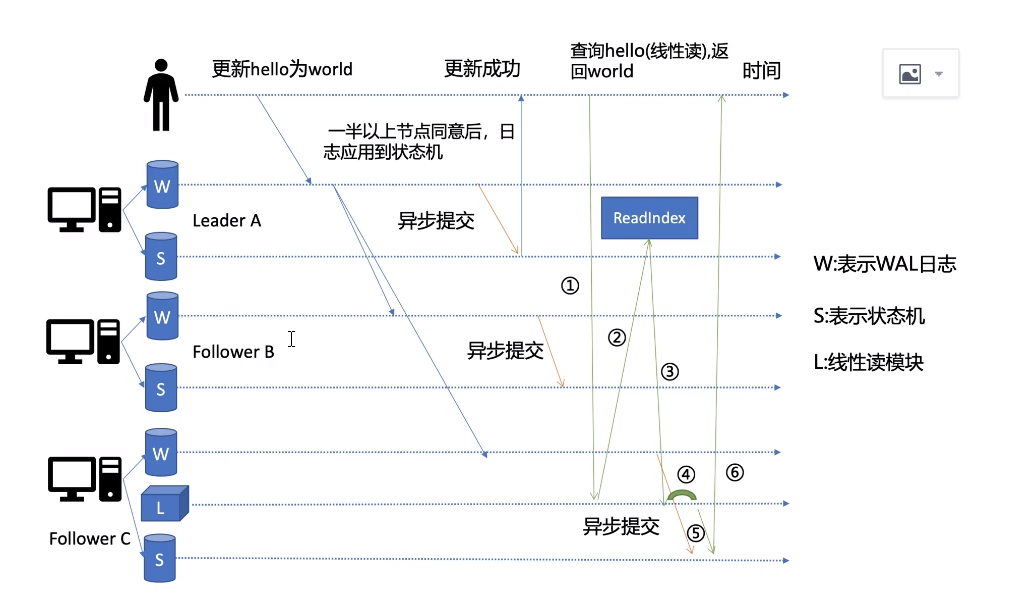 更新hello为world
更新成功
查询hello(线性读),返
回world
时间
一半以上节点同意后，日
志应用到状态机
W
Leader A
异步提交
ReadIndex
S
W:表示WAL日志
①
W
S:表示状态机
②
Follower B
异步提交
L:线性读模块
③
S
W
④
⑥
L
异步提交
⑤
Follower C
S